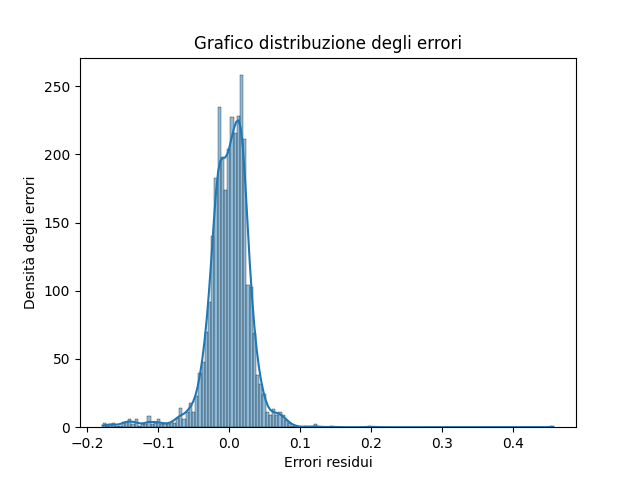 Grafico distribuzione degli errori
250
200
150
100
50
0
Densità degli errori
−0.2 −0.1 0.0 0.1 0.2 0.3 0.4
Errori residui